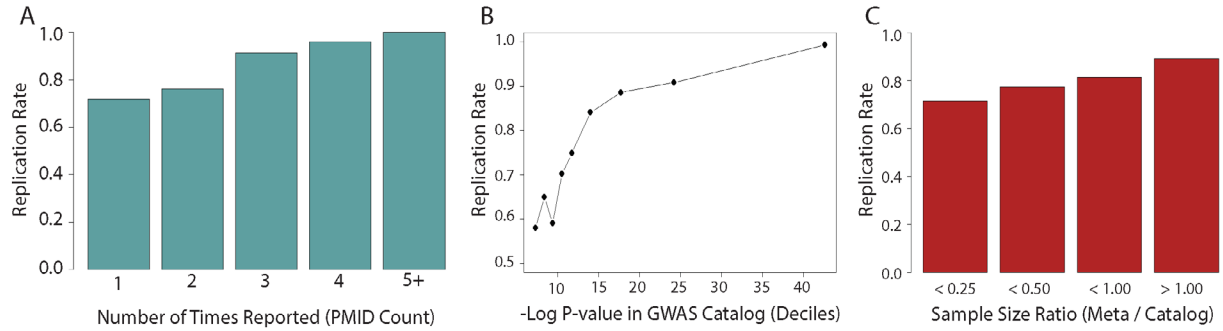 A
Replication Rate
1.0
0.8
0.6
0.4
0.2
0.0
1 2 3 4 5+
Number of Times Reported (PMID Count)
B
Replication Rate
1.0
0.9
0.8
0.7
0.6
0.5
10 15 20 25 30 35 40
-Log P-value in GWAS Catalog (Deciles)
C
Replication Rate
1.0
0.8
0.6
0.4
0.2
0.0
< 0.25 < 0.50 < 1.00 > 1.00
Sample Size Ratio (Meta / Catalog)